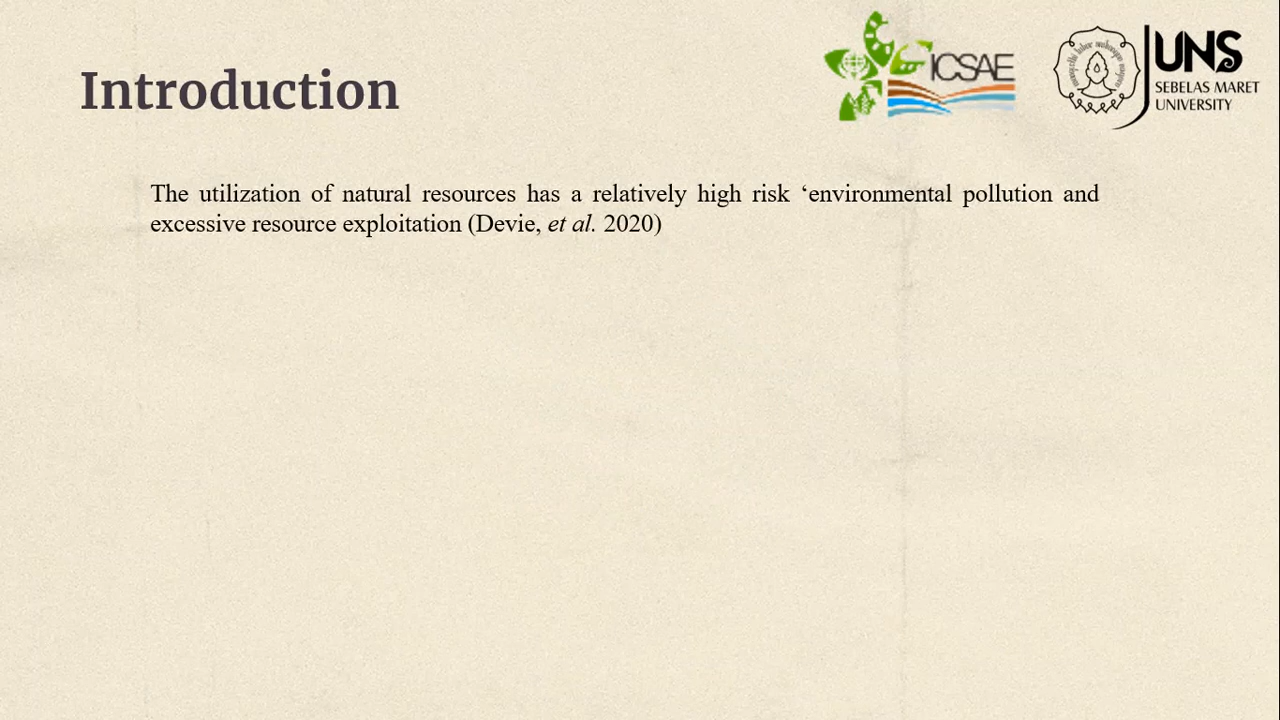 Introduction
ICSAE
UNS
SEBELAS MARET
UNIVERSITY
The utilization of natural resources has a relatively high risk ‘environmental pollution and
excessive resource exploitation (Devie, et al. 2020)